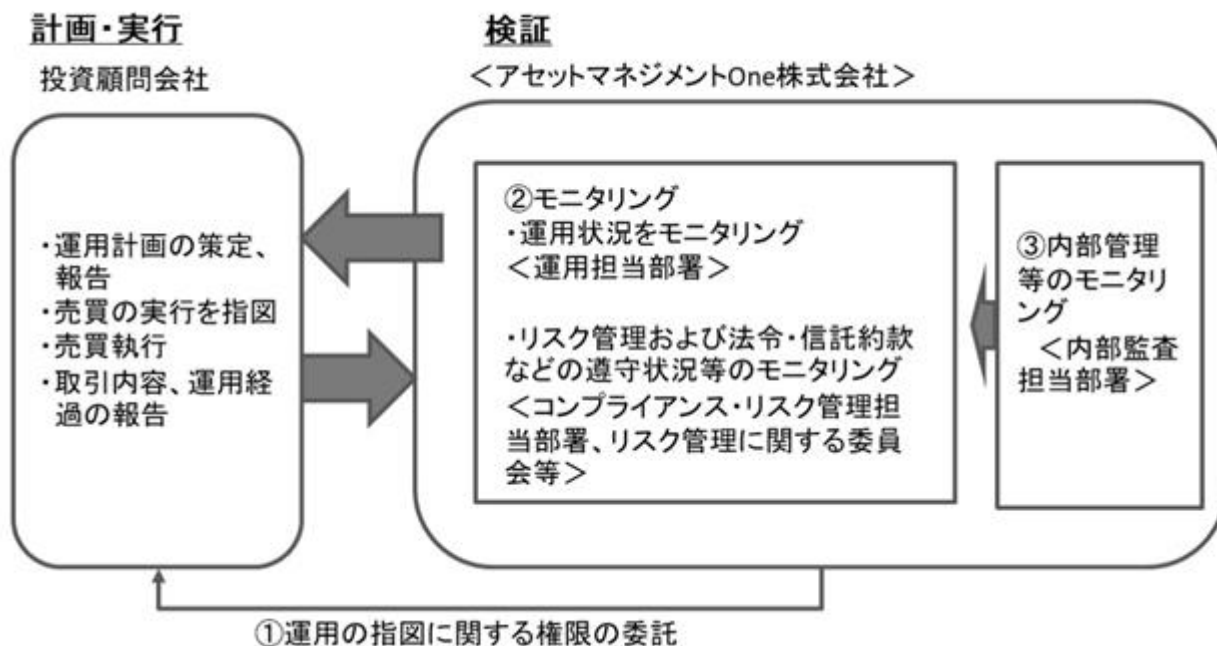 計画・実行
投資顧問会社
・運用計画の策定、
報告
・売買の実行を指図
・売買執行
・取引内容、運用経
過の報告
検証
＜アセットマネジメントOne株式会社＞
②モニタリング
・運用状況をモニタリング
＜運用担当部署＞
・リスク管理および法令・信託約款
などの遵守状況等のモニタリング
＜コンプライアンス・リスク管理担
当部署、リスク管理に関する委員
会等＞
③内部管理
等のモニタリ
ング
＜内部監査
担当部署＞
①運用の指図に関する権限の委託